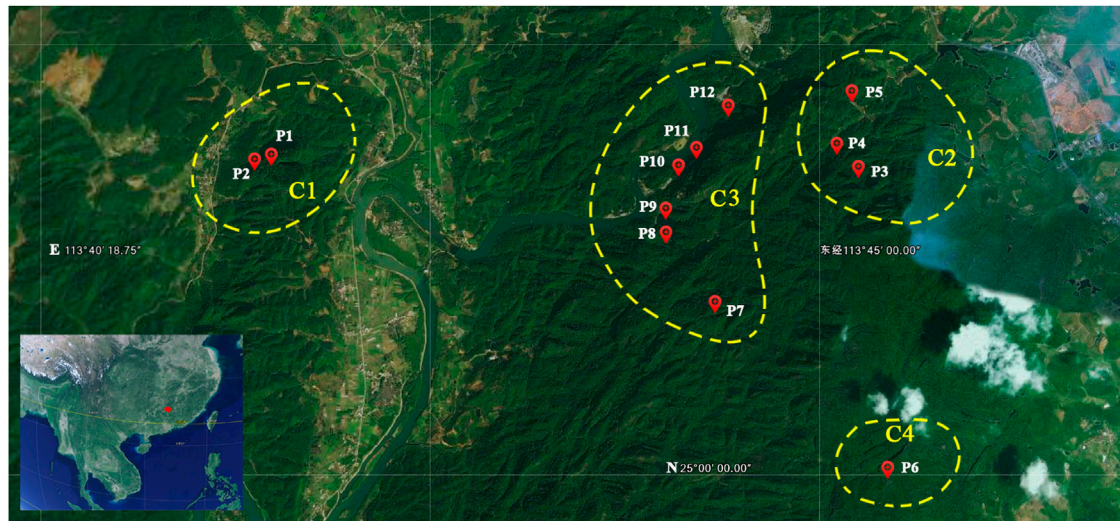 P12
P5
P11
P1
P4
P10
P2
P3
C1
C3
C2
P9
P8
E 113°40′18.75″
东经113°45′00.00″
P7
C4
N 25°00′00.00″
P6